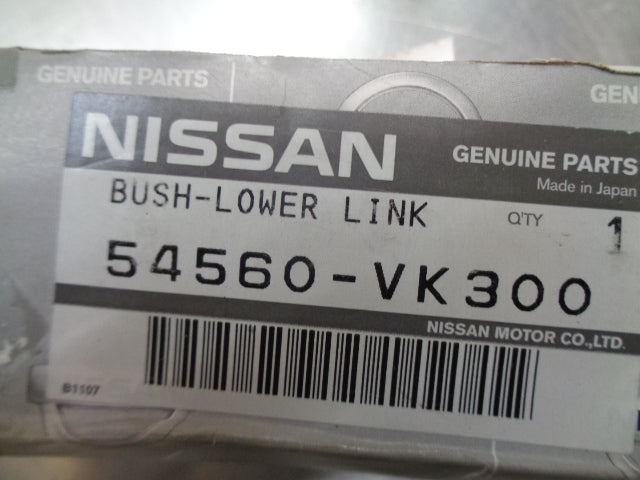 GENUINE PARTS
GEN
NISSAN
GENUINE PARTS
Made in Japan
BUSH-LOWER LINK
Q'TY 1
54560-VK300
NISSAN MOTOR CO.,LTD.
B1107